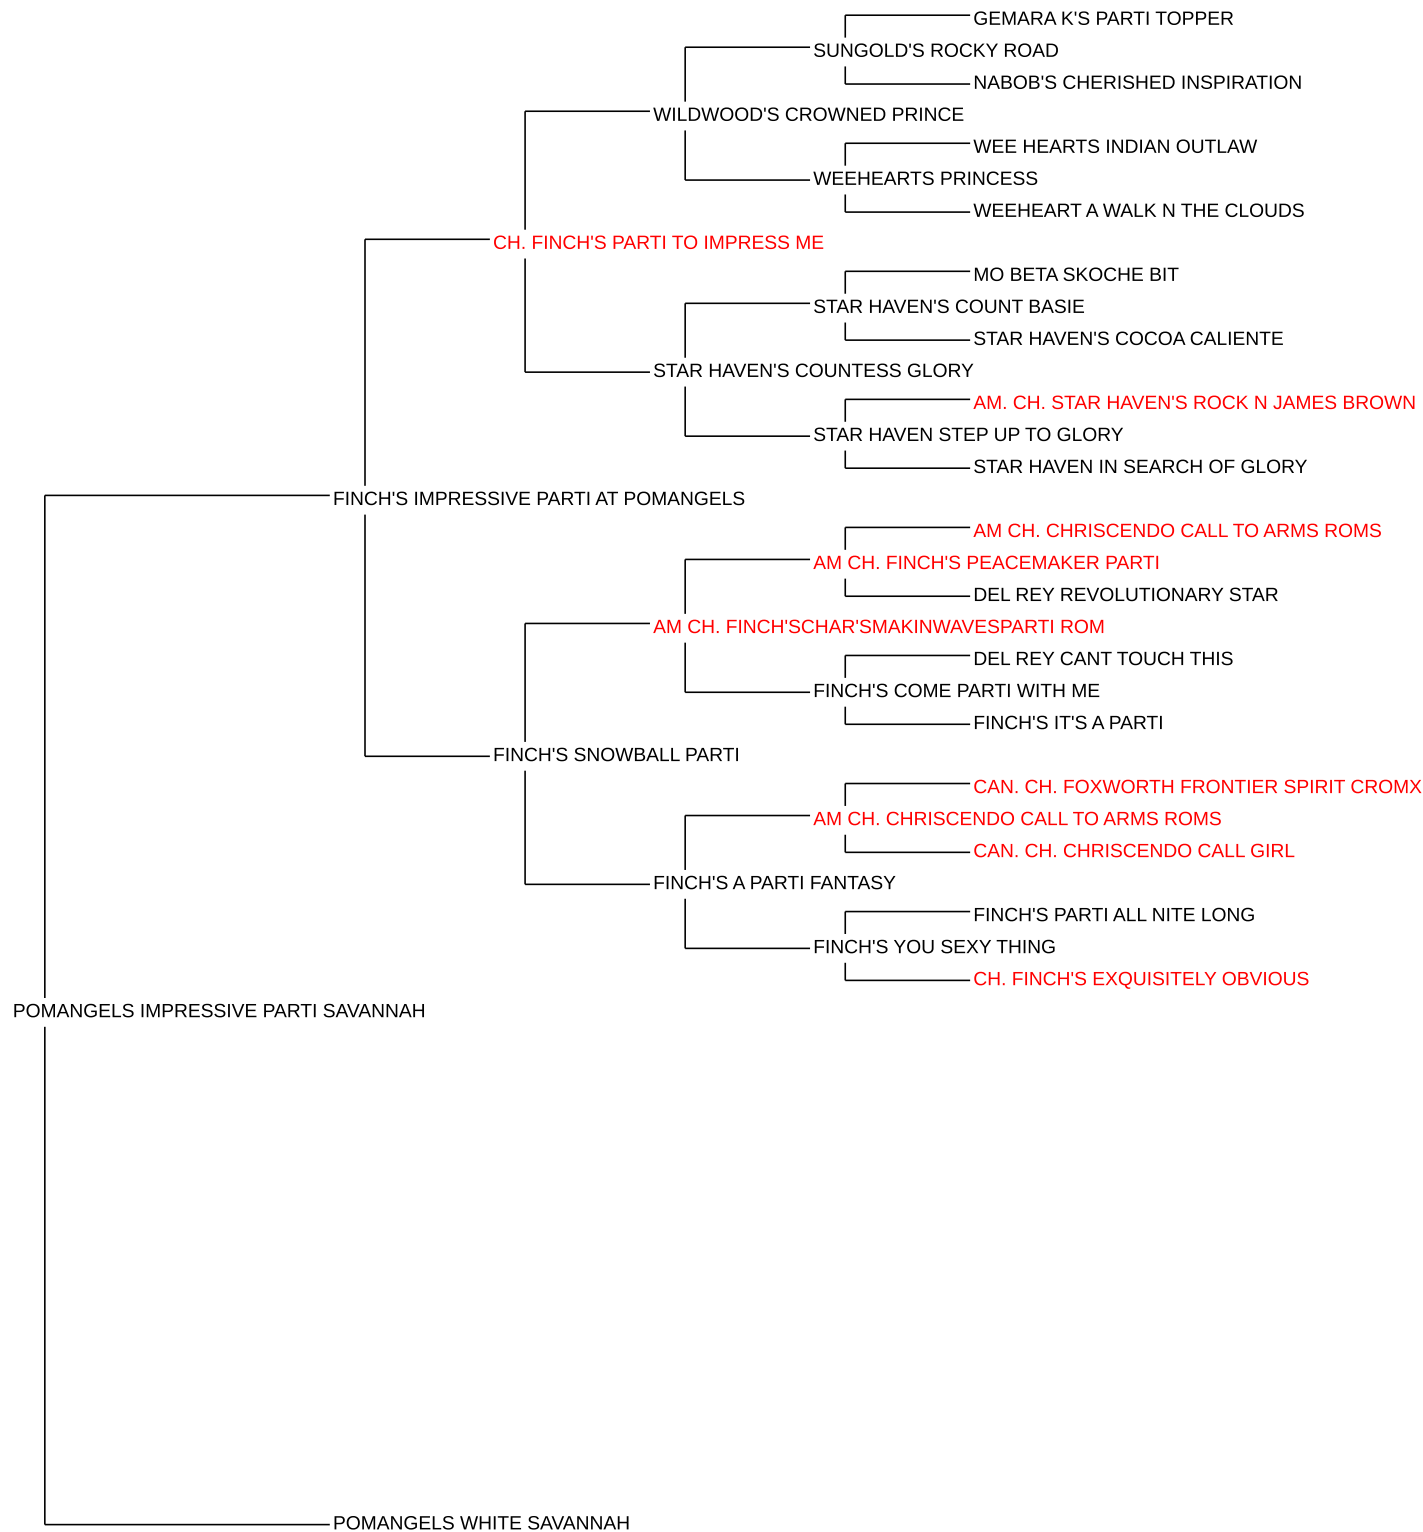 GEMARA K'S PARTI TOPPER
SUNGOLD'S ROCKY ROAD
NABOB'S CHERISHED INSPIRATION
WILDWOOD'S CROWNED PRINCE
WEE HEARTS INDIAN OUTLAW
WEEHEARTS PRINCESS
WEEHEART A WALK N THE CLOUDS
CH. FINCH'S PARTI TO IMPRESS ME
MO BETA SKOCHE BIT
STAR HAVEN'S COUNT BASIE
STAR HAVEN'S COCOA CALIENTE
STAR HAVEN'S COUNTESS GLORY
AM. CH. STAR HAVEN'S ROCK N JAMES BROWN
STAR HAVEN STEP UP TO GLORY
STAR HAVEN IN SEARCH OF GLORY
FINCH'S IMPRESSIVE PARTI AT POMANGELS
AM CH. CHRISCENDO CALL TO ARMS ROMS
AM CH. FINCH'S PEACEMAKER PARTI
DEL REY REVOLUTIONARY STAR
AM CH. FINCH'SCHAR'SMAKINWAVESPARTI ROM
DEL REY CANT TOUCH THIS
FINCH'S COME PARTI WITH ME
FINCH'S IT'S A PARTI
FINCH'S SNOWBALL PARTI
CAN. CH. FOXWORTH FRONTIER SPIRIT CROMX
AM CH. CHRISCENDO CALL TO ARMS ROMS
CAN. CH. CHRISCENDO CALL GIRL
FINCH'S A PARTI FANTASY
FINCH'S PARTI ALL NITE LONG
FINCH'S YOU SEXY THING
CH. FINCH'S EXQUISITELY OBVIOUS
POMANGELS IMPRESSIVE PARTI SAVANNAH
POMANGELS WHITE SAVANNAH